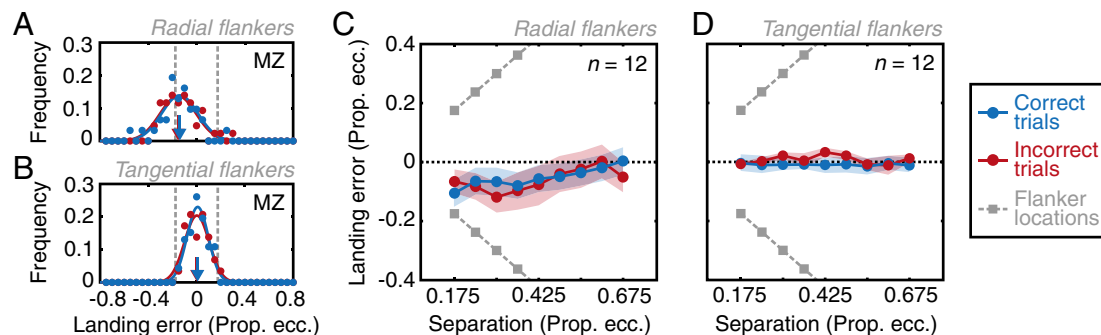 A
Radial flankers
Frequency
0.3
0.2
0.1
0
MZ
B
Tangential flankers
Frequency
0.3
0.2
0.1
0
MZ
-0.8 -0.4 0 0.4 0.8
Landing error (Prop. ecc.)
C
Radial flankers
Landing error (Prop. ecc.)
0.4
0.2
0
-0.2
-0.4
n = 12
0.175 0.425 0.675
Separation (Prop. ecc.)
D
Tangential flankers
n = 12
0.175 0.425 0.675
Separation (Prop. ecc.)
Correct
trials
Incorrect
trials
Flanker
locations